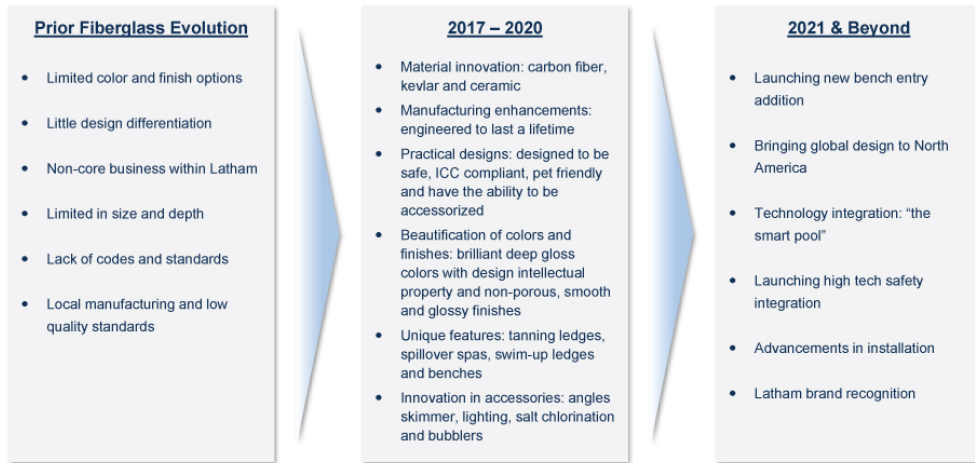 Prior Fiberglass Evolution
• Limited color and finish options
• Little design differentiation
• Non-core business within Latham
• Limited in size and depth
• Lack of codes and standards
• Local manufacturing and low
quality standards
2017 – 2020
• Material innovation: carbon fiber,
kevlar and ceramic
• Manufacturing enhancements:
engineered to last a lifetime
• Practical designs: designed to be
safe, ICC compliant, pet friendly
and have the ability to be
accessorized
• Beautification of colors and
finishes: brilliant deep gloss
colors with design intellectual
property and non-porous, smooth
and glossy finishes
• Unique features: tanning ledges,
spillover spas, swim-up ledges
and benches
• Innovation in accessories: angles
skimmer, lighting, salt chlorination
and bubblers
2021 & Beyond
• Launching new bench entry
addition
• Bringing global design to North
America
• Technology integration: “the
smart pool”
• Launching high tech safety
integration
• Advancements in installation
• Latham brand recognition